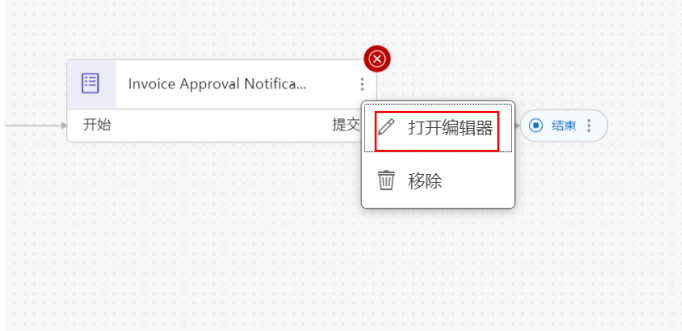 Invoice Approval Notifica...
开始
提交
打开编辑器
移除
结束